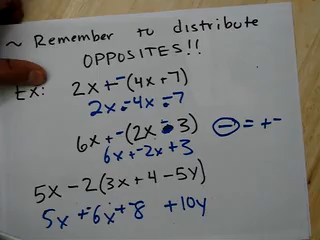 ~ Remember to distribute
OPPOSITES!!
Ex: 2x + -(4x + 7)
2x - 4x - 7
6x + -(2x - 3) ⊖ = + -
6x + -2x + 3
5x - 2(3x + 4 - 5y)
5x + -6x + -8 + 10y